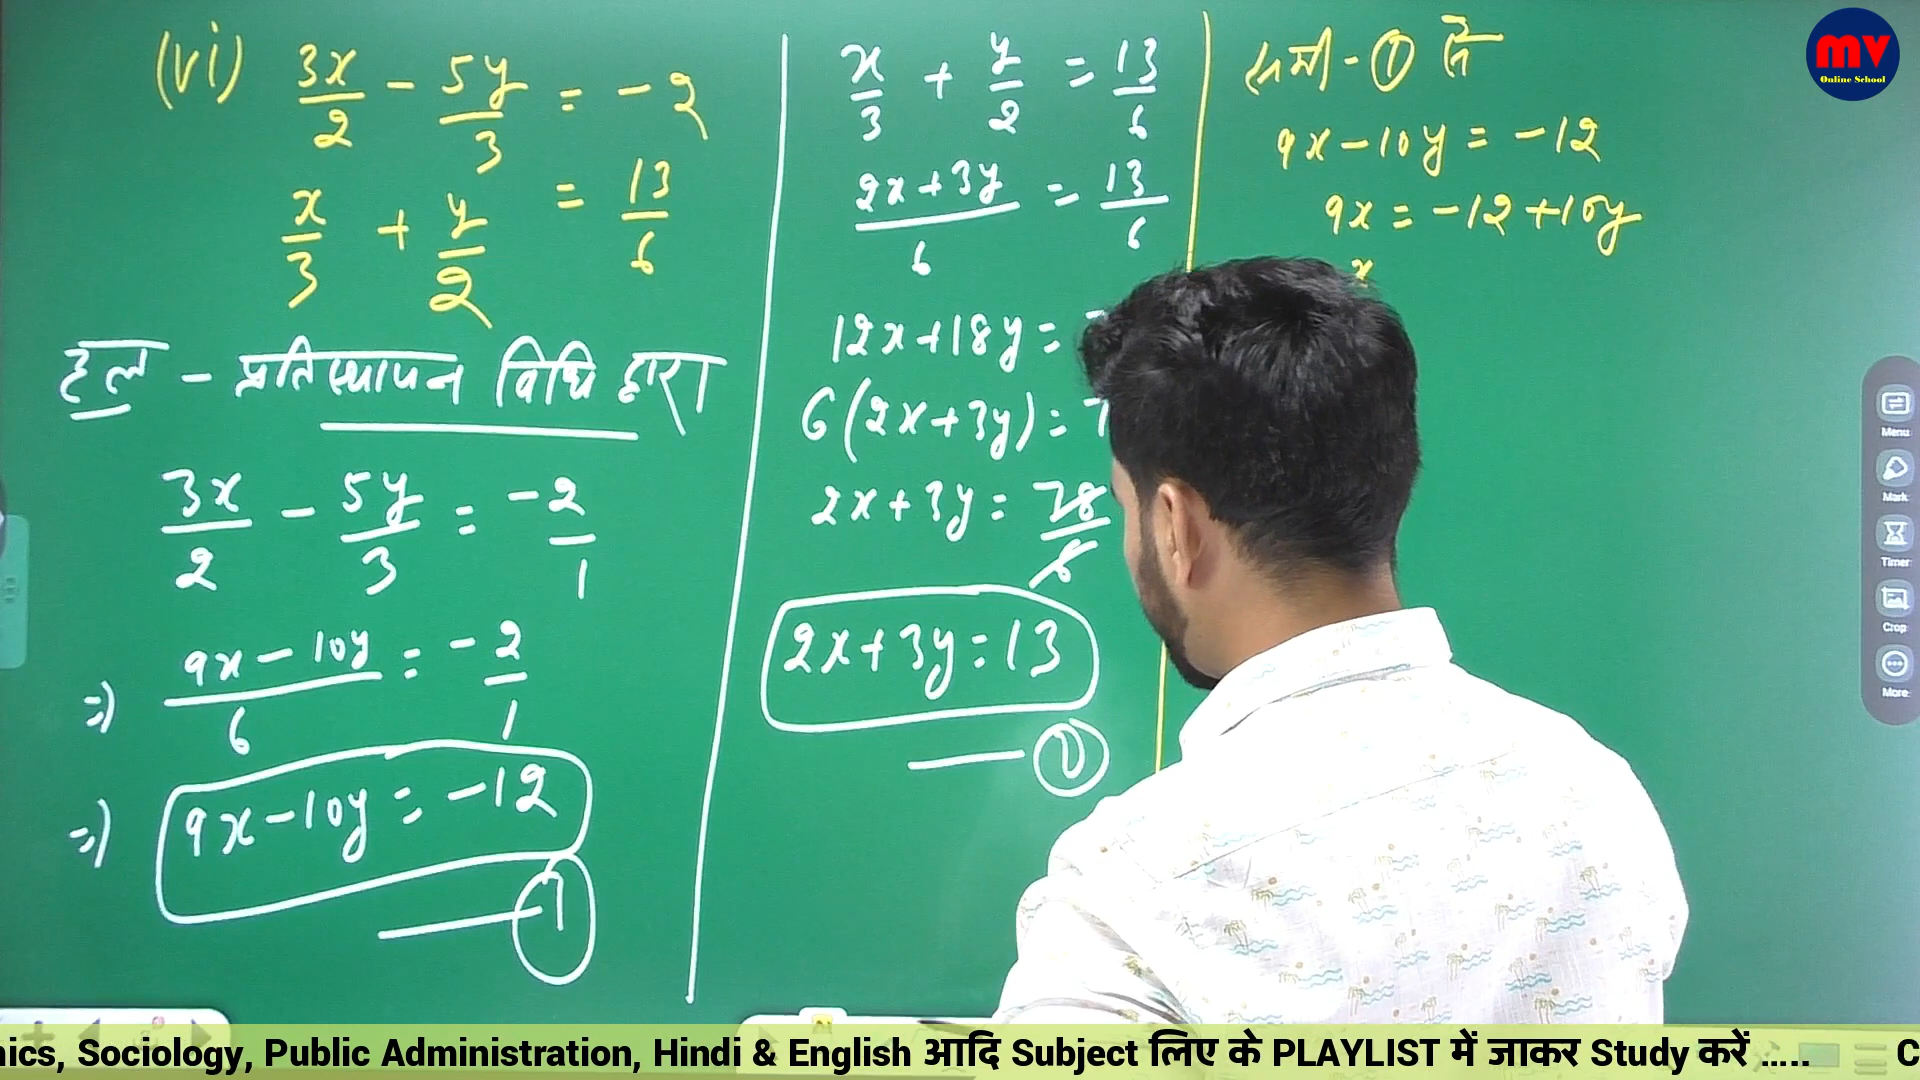 (vi) 3x/2 - 5y/3 = -2
x/3 + y/2 = 13/6
हल - प्रतिस्थापन विधि द्वारा
3x/2 - 5y/3 = -2/1
=) 9x - 10y/6 = -2/1
=) 9x - 10y = -12
①
x/3 + y/2 = 13/6
2x + 3y/6 = 13/6
12x + 18y =
6(2x + 3y) =
2x + 3y = 78/6
2x + 3y = 13
समी - ① से
9x - 10y = -12
9x = -12 + 10y
x
mv
Online School
Menu
Mark
Timer
Crop
More
Sociology, Public Administration, Hindi & English आदि Subject लिए के PLAYLIST में जाकर Study करें .....